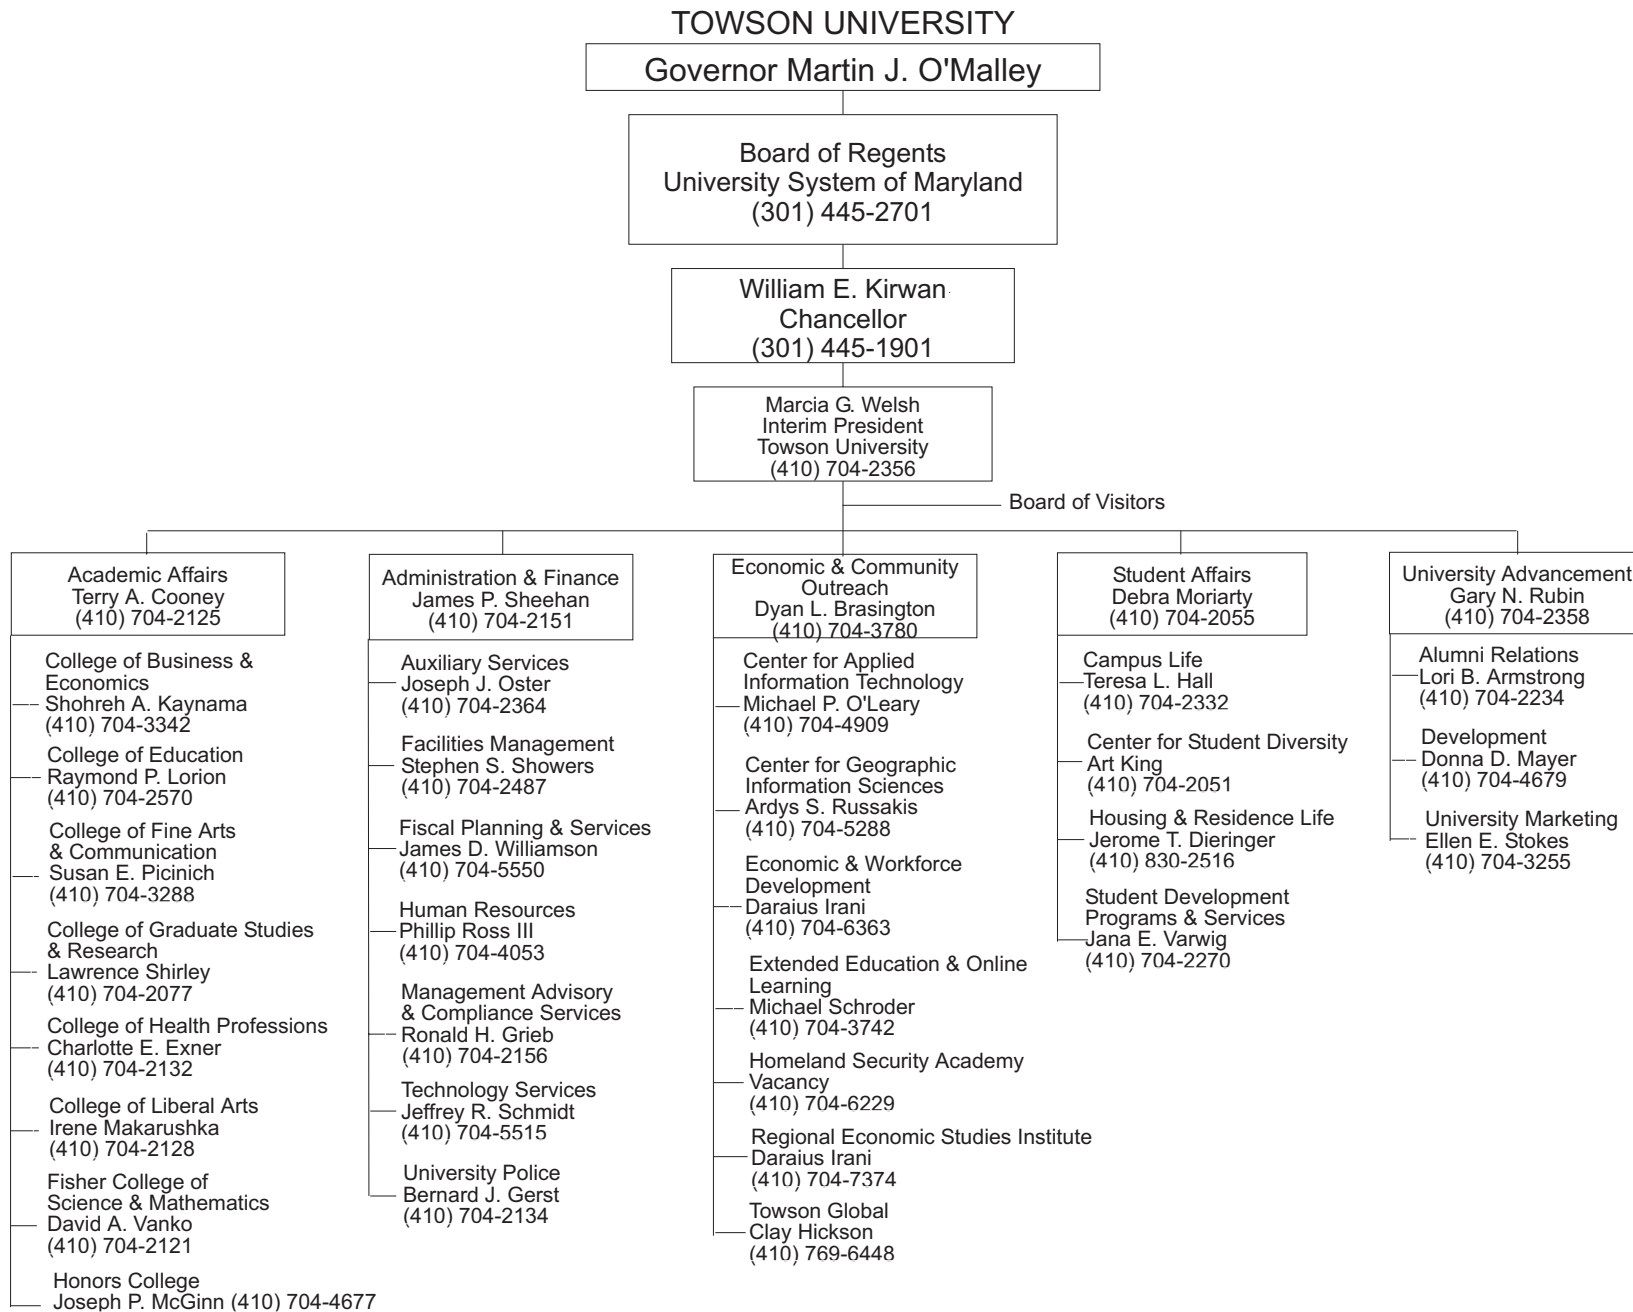 TOWSON UNIVERSITY
Governor Martin J. O'Malley
Board of Regents
University System of Maryland
(301) 445-2701
William E. Kirwan
Chancellor
(301) 445-1901
Marcia G. Welsh
Interim President
Towson University
(410) 704-2356
Board of Visitors
Academic Affairs
Terry A. Cooney
(410) 704-2125
College of Business &
Economics
Shohreh A. Kaynama
(410) 704-3342
College of Education
Raymond P. Lorion
(410) 704-2570
College of Fine Arts
& Communication
Susan E. Picinich
(410) 704-3288
College of Graduate Studies
& Research
Lawrence Shirley
(410) 704-2077
College of Health Professions
Charlotte E. Exner
(410) 704-2132
College of Liberal Arts
Irene Makarushka
(410) 704-2128
Fisher College of
Science & Mathematics
David A. Vanko
(410) 704-2121
Honors College
Joseph P. McGinn (410) 704-4677
Administration & Finance
James P. Sheehan
(410) 704-2151
Auxiliary Services
Joseph J. Oster
(410) 704-2364
Facilities Management
Stephen S. Showers
(410) 704-2487
Fiscal Planning & Services
James D. Williamson
(410) 704-5550
Human Resources
Phillip Ross III
(410) 704-4053
Management Advisory
& Compliance Services
Ronald H. Grieb
(410) 704-2156
Technology Services
Jeffrey R. Schmidt
(410) 704-5515
University Police
Bernard J. Gerst
(410) 704-2134
Economic & Community
Outreach
Dyan L. Brasington
(410) 704-3780
Center for Applied
Information Technology
Michael P. O'Leary
(410) 704-4909
Center for Geographic
Information Sciences
Ardys S. Russakis
(410) 704-5288
Economic & Workforce
Development
Daraius Irani
(410) 704-6363
Extended Education & Online
Learning
Michael Schroder
(410) 704-3742
Homeland Security Academy
Vacancy
(410) 704-6229
Regional Economic Studies Institute
Daraius Irani
(410) 704-7374
Towson Global
Clay Hickson
(410) 769-6448
Student Affairs
Debra Moriarty
(410) 704-2055
Campus Life
Teresa L. Hall
(410) 704-2332
Center for Student Diversity
Art King
(410) 704-2051
Housing & Residence Life
Jerome T. Dieringer
(410) 830-2516
Student Development
Programs & Services
Jana E. Varwig
(410) 704-2270
University Advancement
Gary N. Rubin
(410) 704-2358
Alumni Relations
Lori B. Armstrong
(410) 704-2234
Development
Donna D. Mayer
(410) 704-4679
University Marketing
Ellen E. Stokes
(410) 704-3255